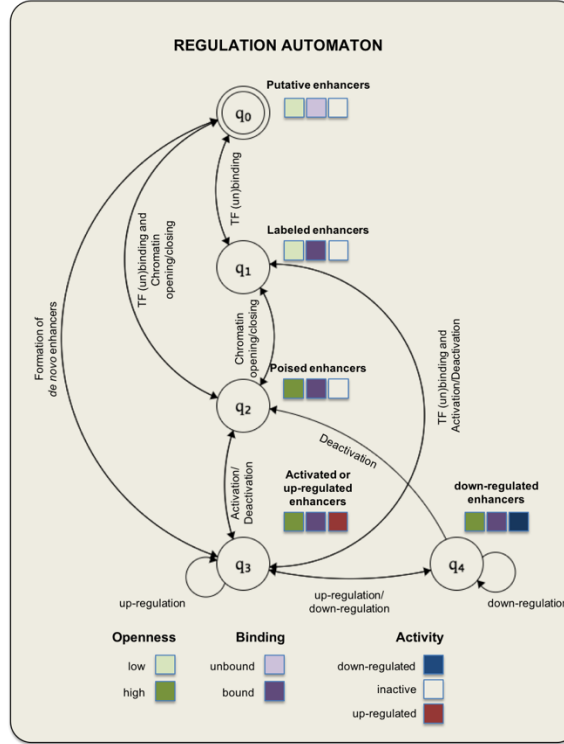 REGULATION AUTOMATON
Putative enhancers
q0
TF (un)binding
TF (un)binding and
Chromatin
opening/closing
Labeled enhancers
q1
Formation of
de novo enhancers
Chromatin
opening/closing
TF (un)binding and
Activation/Deactivation
Poised enhancers
q2
Deactivation
Activation/
Deactivation
Activated or
up-regulated
enhancers
down-regulated
enhancers
q3
q4
up-regulation
up-regulation/
down-regulation
down-regulation
Openness
Binding
Activity
low
unbound
down-regulated
high
bound
inactive
up-regulated